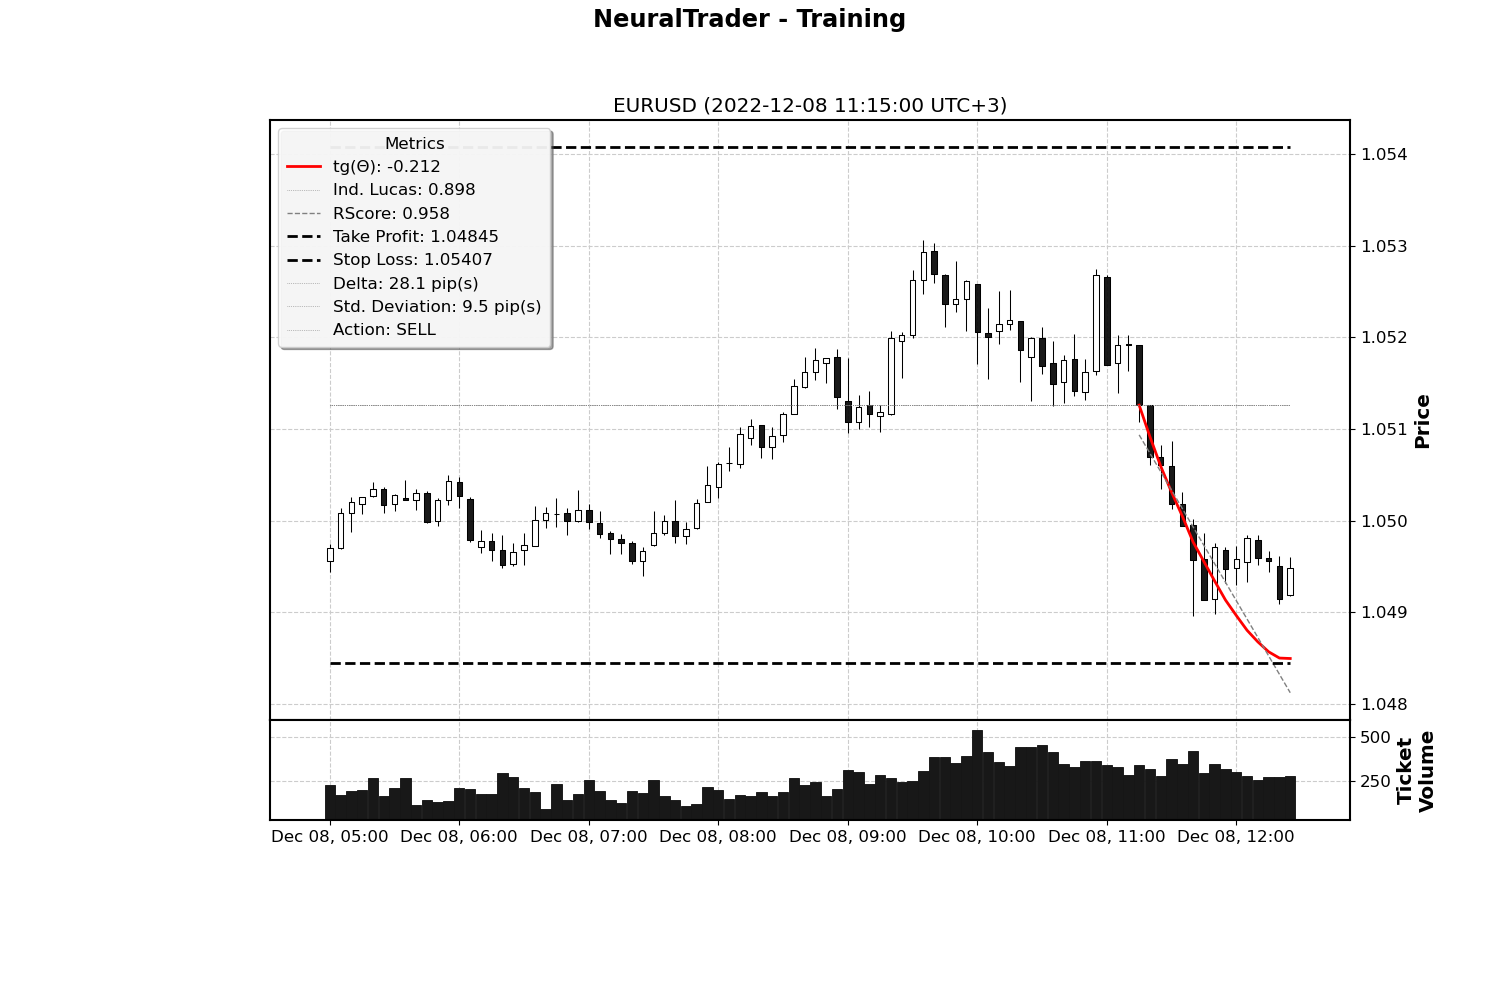 NeuralTrader - Training
EURUSD (2022-12-08 11:15:00 UTC+3)
Metrics
tg(Θ): -0.212
Ind. Lucas: 0.898
RScore: 0.958
Take Profit: 1.04845
Stop Loss: 1.05407
Delta: 28.1 pip(s)
Std. Deviation: 9.5 pip(s)
Action: SELL
1.054
1.053
1.052
1.051
1.050
1.049
1.048
Price
500
250
Ticket
Volume
Dec 08, 05:00 Dec 08, 06:00 Dec 08, 07:00 Dec 08, 08:00 Dec 08, 09:00 Dec 08, 10:00 Dec 08, 11:00 Dec 08, 12:00